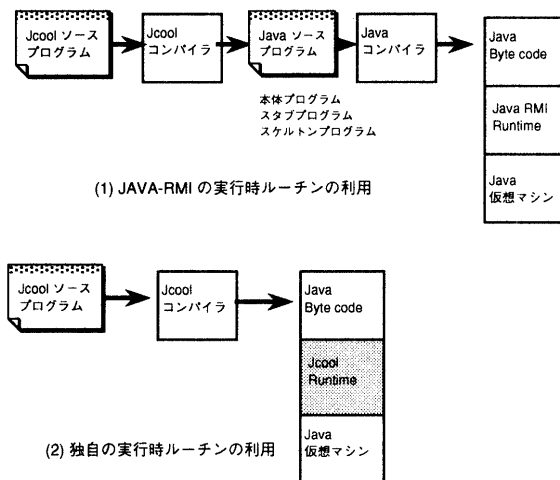 Jcool ソース
プログラム
Jcool
コンパイラ
Java ソース
プログラム
Java
コンパイラ
Java
Byte code
本体プログラム
スタブプログラム
スケルトンプログラム
Java RMI
Runtime
Java
仮想マシン
(1) JAVA-RMI の実行時ルーチンの利用
Jcool ソース
プログラム
Jcool
コンパイラ
Java
Byte code
Jcool
Runtime
Java
仮想マシン
(2) 独自の実行時ルーチンの利用